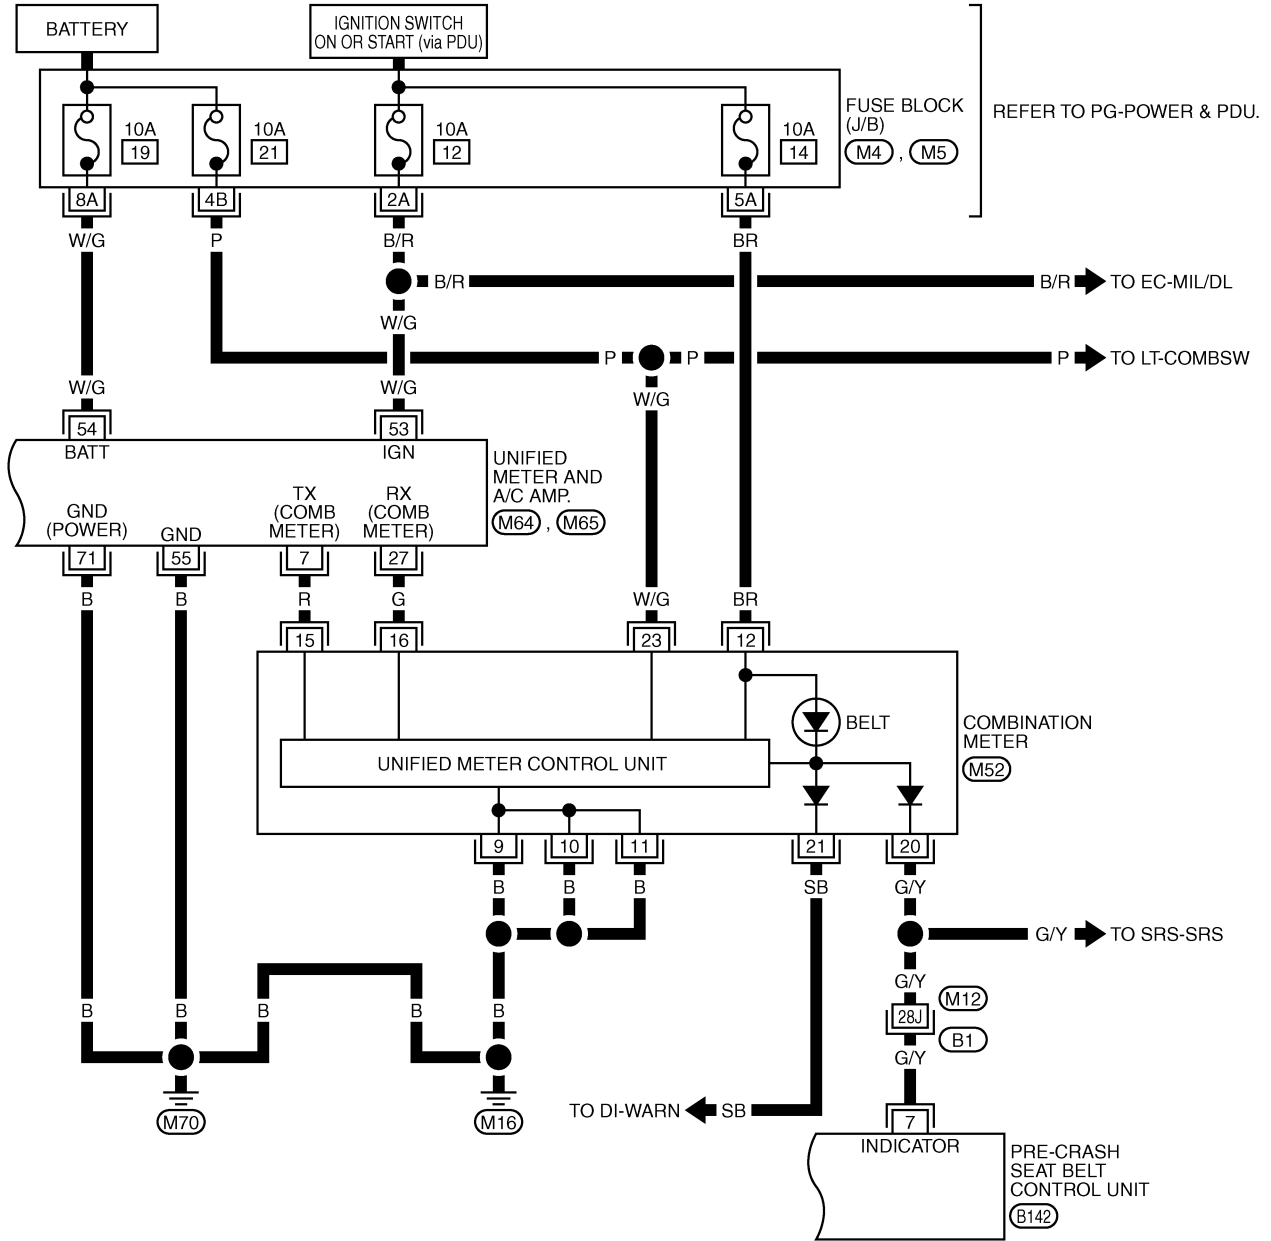 BATTERY
IGNITION SWITCH
ON OR START (via PDU)
10A
19
10A
21
10A
12
10A
14
FUSE BLOCK
(J/B)
M4 , M5
REFER TO PG-POWER & PDU.
8A
4B
2A
5A
W/G
P
B/R
BR
B/R
B/R
TO EC-MIL/DL
W/G
P
P
P
TO LT-COMBSW
W/G
W/G
W/G
54
53
BATT
IGN
UNIFIED
METER AND
A/C AMP.
M64 , M65
GND
(POWER)
GND
TX
(COMB
METER)
RX
(COMB
METER)
71
55
7
27
B
B
R
G
W/G
BR
15
16
23
12
BELT
COMBINATION
METER
M52
UNIFIED METER CONTROL UNIT
9
10
11
21
20
B
B
B
SB
G/Y
G/Y
TO SRS-SRS
G/Y
M12
28J
B1
B
B
B
B
B
G/Y
M70
M16
TO DI-WARN
SB
7
INDICATOR
PRE-CRASH
SEAT BELT
CONTROL UNIT
B142